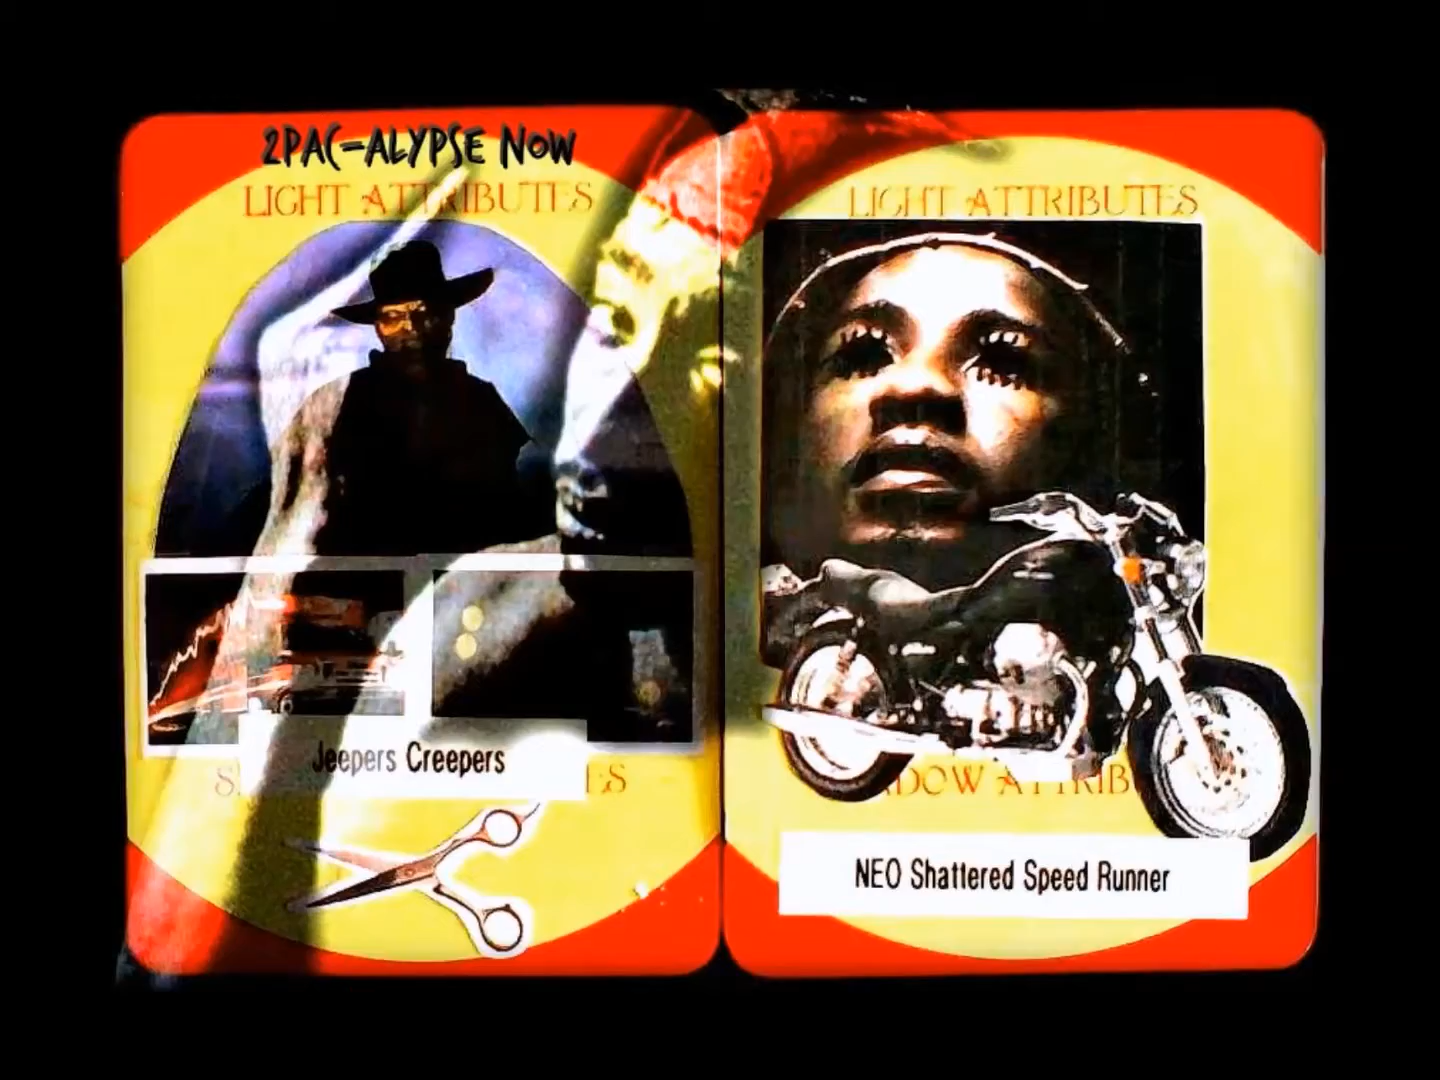 2PAC-ALYPSE NOW
LIGHT ATTRIBUTES
Jeepers Creepers
LIGHT ATTRIBUTES
NEO Shattered Speed Runner